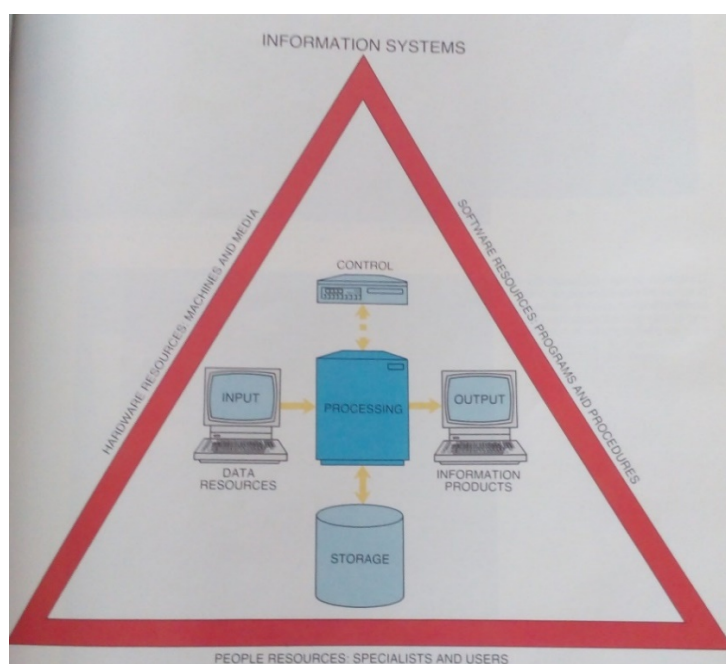 INFORMATION SYSTEMS
HARDWARE RESOURCES: MACHINES AND MEDIA
SOFTWARE RESOURCES: PROGRAMS AND PROCEDURES
CONTROL
INPUT
PROCESSING
OUTPUT
DATA
RESOURCES
INFORMATION
PRODUCTS
STORAGE
PEOPLE RESOURCES: SPECIALISTS AND USERS